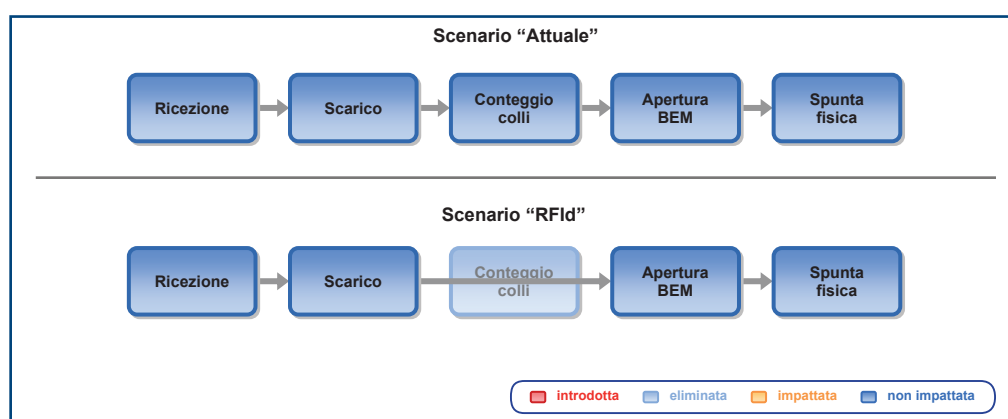 Scenario “Attuale”
Ricezione
Scarico
Conteggio
colli
Apertura
BEM
Spunta
fisica
Scenario “RFId”
Ricezione
Scarico
Conteggio
colli
Apertura
BEM
Spunta
fisica
introdotta
eliminata
impattata
non impattata